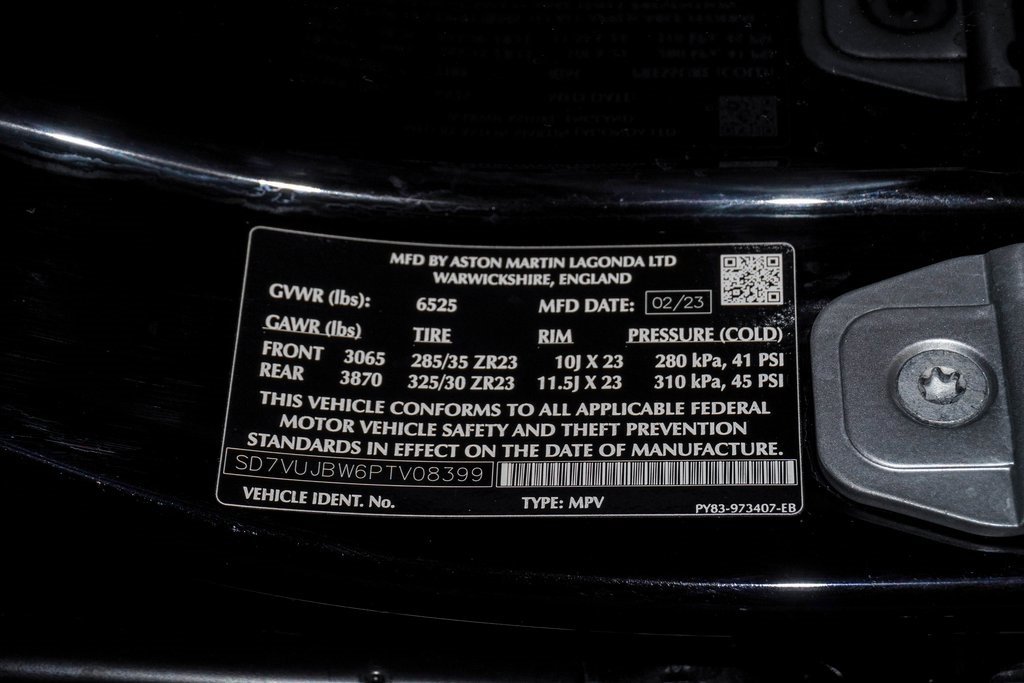 MFD BY ASTON MARTIN LAGONDA LTD
WARWICKSHIRE, ENGLAND
GVWR (lbs): 6525 MFD DATE: 02/23
GAWR (lbs) TIRE RIM PRESSURE (COLD)
FRONT 3065 285/35 ZR23 10J X 23 280 kPa, 41 PSI
REAR 3870 325/30 ZR23 11.5J X 23 310 kPa, 45 PSI
THIS VEHICLE CONFORMS TO ALL APPLICABLE FEDERAL
MOTOR VEHICLE SAFETY AND THEFT PREVENTION
STANDARDS IN EFFECT ON THE DATE OF MANUFACTURE.
SD7VUJBW6PTV08399
VEHICLE IDENT. No. TYPE: MPV PY83-973407-EB